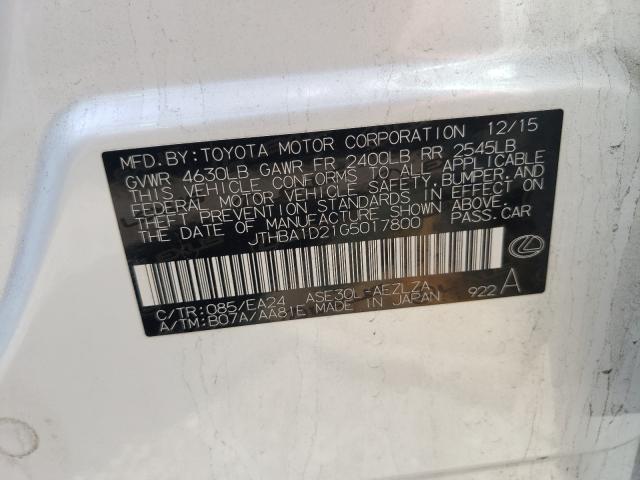 MFD.BY:TOYOTA MOTOR CORPORATION 12/15
GVWR 4630LB GAWR FR 2400LB RR 2545LB
THIS VEHICLE CONFORMS TO ALL APPLICABLE
FEDERAL MOTOR VEHICLE SAFETY,BUMPER,AND
THEFT PREVENTION STANDARDS IN EFFECT ON
THE DATE OF MANUFACTURE SHOWN ABOVE.
JTHBA1D21G5017800 PASS.CAR
C/TR:085/EA24 ASE30L-AEZLZA
A/TM:B07A/AA81E MADE IN JAPAN 922 A